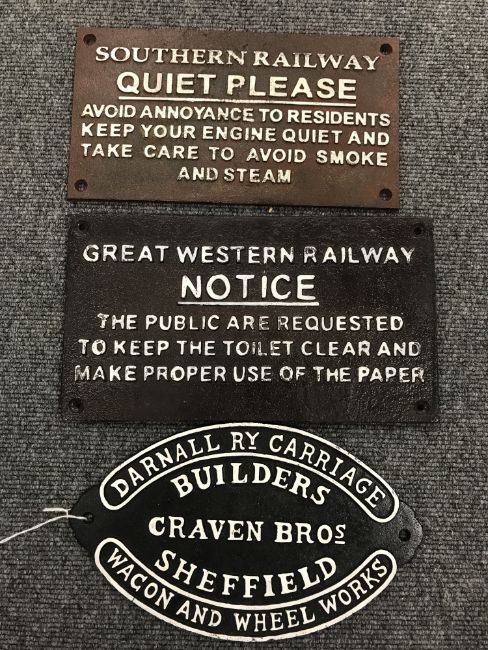 SOUTHERN RAILWAY
QUIET PLEASE
AVOID ANNOYANCE TO RESIDENTS
KEEP YOUR ENGINE QUIET AND
TAKE CARE TO AVOID SMOKE
AND STEAM
GREAT WESTERN RAILWAY
NOTICE
THE PUBLIC ARE REQUESTED
TO KEEP THE TOILET CLEAR AND
MAKE PROPER USE OF THE PAPER
DARNALL RY CARRIAGE
BUILDERS
CRAVEN BROS
SHEFFIELD
WAGON AND WHEEL WORKS